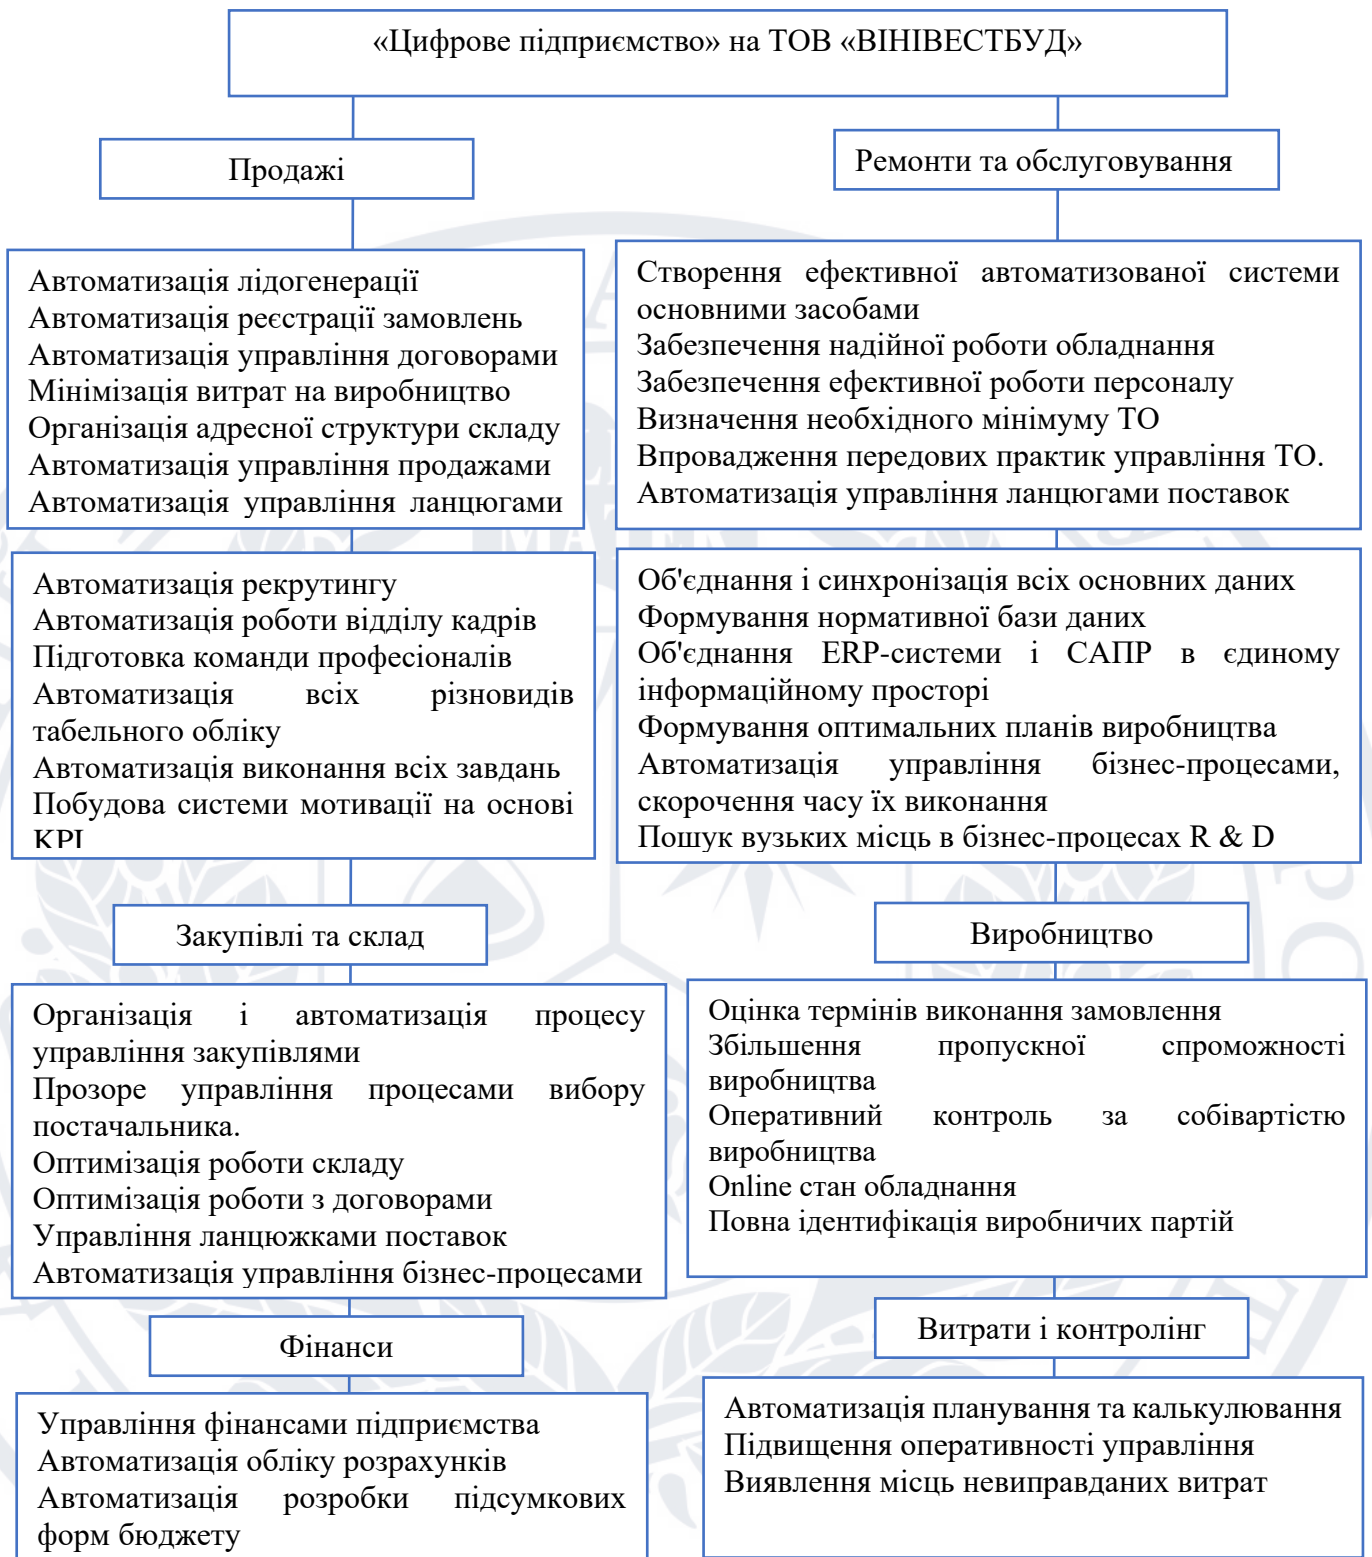 «Цифрове підприємство» на ТОВ «ВІНІВЕСТБУД»
Продажі
Ремонти та обслуговування
Автоматизація лідогенерації
Автоматизація реєстрації замовлень
Автоматизація управління договорами
Мінімізація витрат на виробництво
Організація адресної структури складу
Автоматизація управління продажами
Автоматизація управління ланцюгами
Створення ефективної автоматизованої системи
основними засобами
Забезпечення надійної роботи обладнання
Забезпечення ефективної роботи персоналу
Визначення необхідного мінімуму ТО
Впровадження передових практик управління ТО.
Автоматизація управління ланцюгами поставок
Автоматизація рекрутингу
Автоматизація роботи відділу кадрів
Підготовка команди професіоналів
Автоматизація всіх різновидів
табельного обліку
Автоматизація виконання всіх завдань
Побудова системи мотивації на основі
KPI
Об'єднання і синхронізація всіх основних даних
Формування нормативної бази даних
Об'єднання ERP-системи і САПР в єдиному
інформаційному просторі
Формування оптимальних планів виробництва
Автоматизація управління бізнес-процесами,
скорочення часу їх виконання
Пошук вузьких місць в бізнес-процесах R & D
Закупівлі та склад
Виробництво
Організація і автоматизація процесу
управління закупівлями
Прозоре управління процесами вибору
постачальника.
Оптимізація роботи складу
Оптимізація роботи з договорами
Управління ланцюжками поставок
Автоматизація управління бізнес-процесами
Оцінка термінів виконання замовлення
Збільшення пропускної спроможності
виробництва
Оперативний контроль за собівартістю
виробництва
Online стан обладнання
Повна ідентифікація виробничих партій
Фінанси
Витрати і контролінг
Управління фінансами підприємства
Автоматизація обліку розрахунків
Автоматизація розробки підсумкових
форм бюджету
Автоматизація планування та калькулювання
Підвищення оперативності управління
Виявлення місць невиправданих витрат